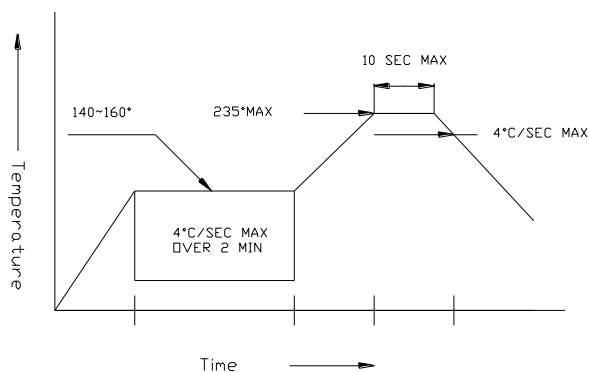 10 SEC MAX
140~160°
235°MAX
4°C/SEC MAX
4°C/SEC MAX
OVER 2 MIN
Temperature
Time